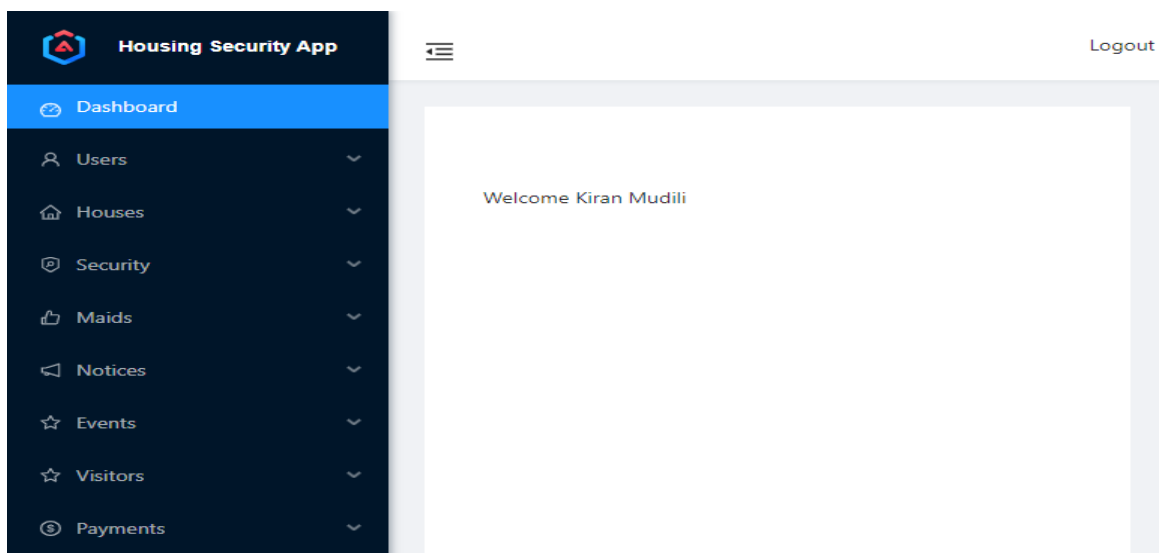 Housing Security App
Logout
Dashboard
Users
Houses
Welcome Kiran Mudili
Security
Maids
Notices
Events
Visitors
Payments